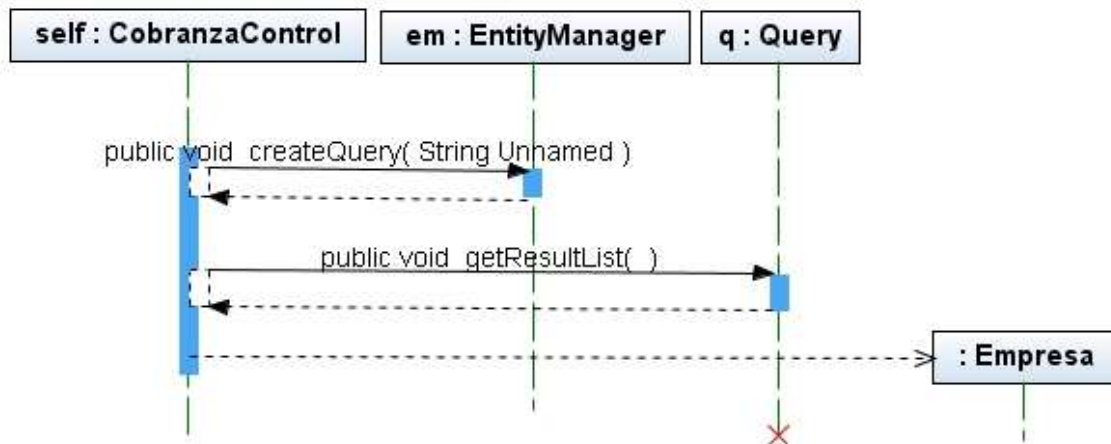 self : CobranzaControl
em : EntityManager
q : Query
public void createQuery( String Unnamed )
public void getResultList( )
: Empresa